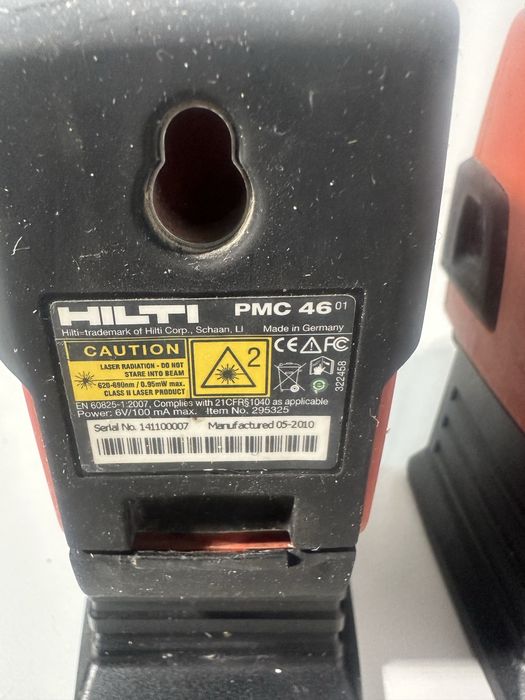 HILTI PMC 46 01
Hilti=trademark of Hilti Corp., Schaan, LI Made in Germany
CAUTION
LASER RADIATION - DO NOT
STARE INTO BEAM
620-690nm / 0.95mW max.
CLASS II LASER PRODUCT
2
CE FC
322458
EN 60825-1:2007, Complies with 21CFR§1040 as applicable
Power: 6V/100 mA max. Item No. 295325
Serial No. 141100007 Manufactured 05-2010